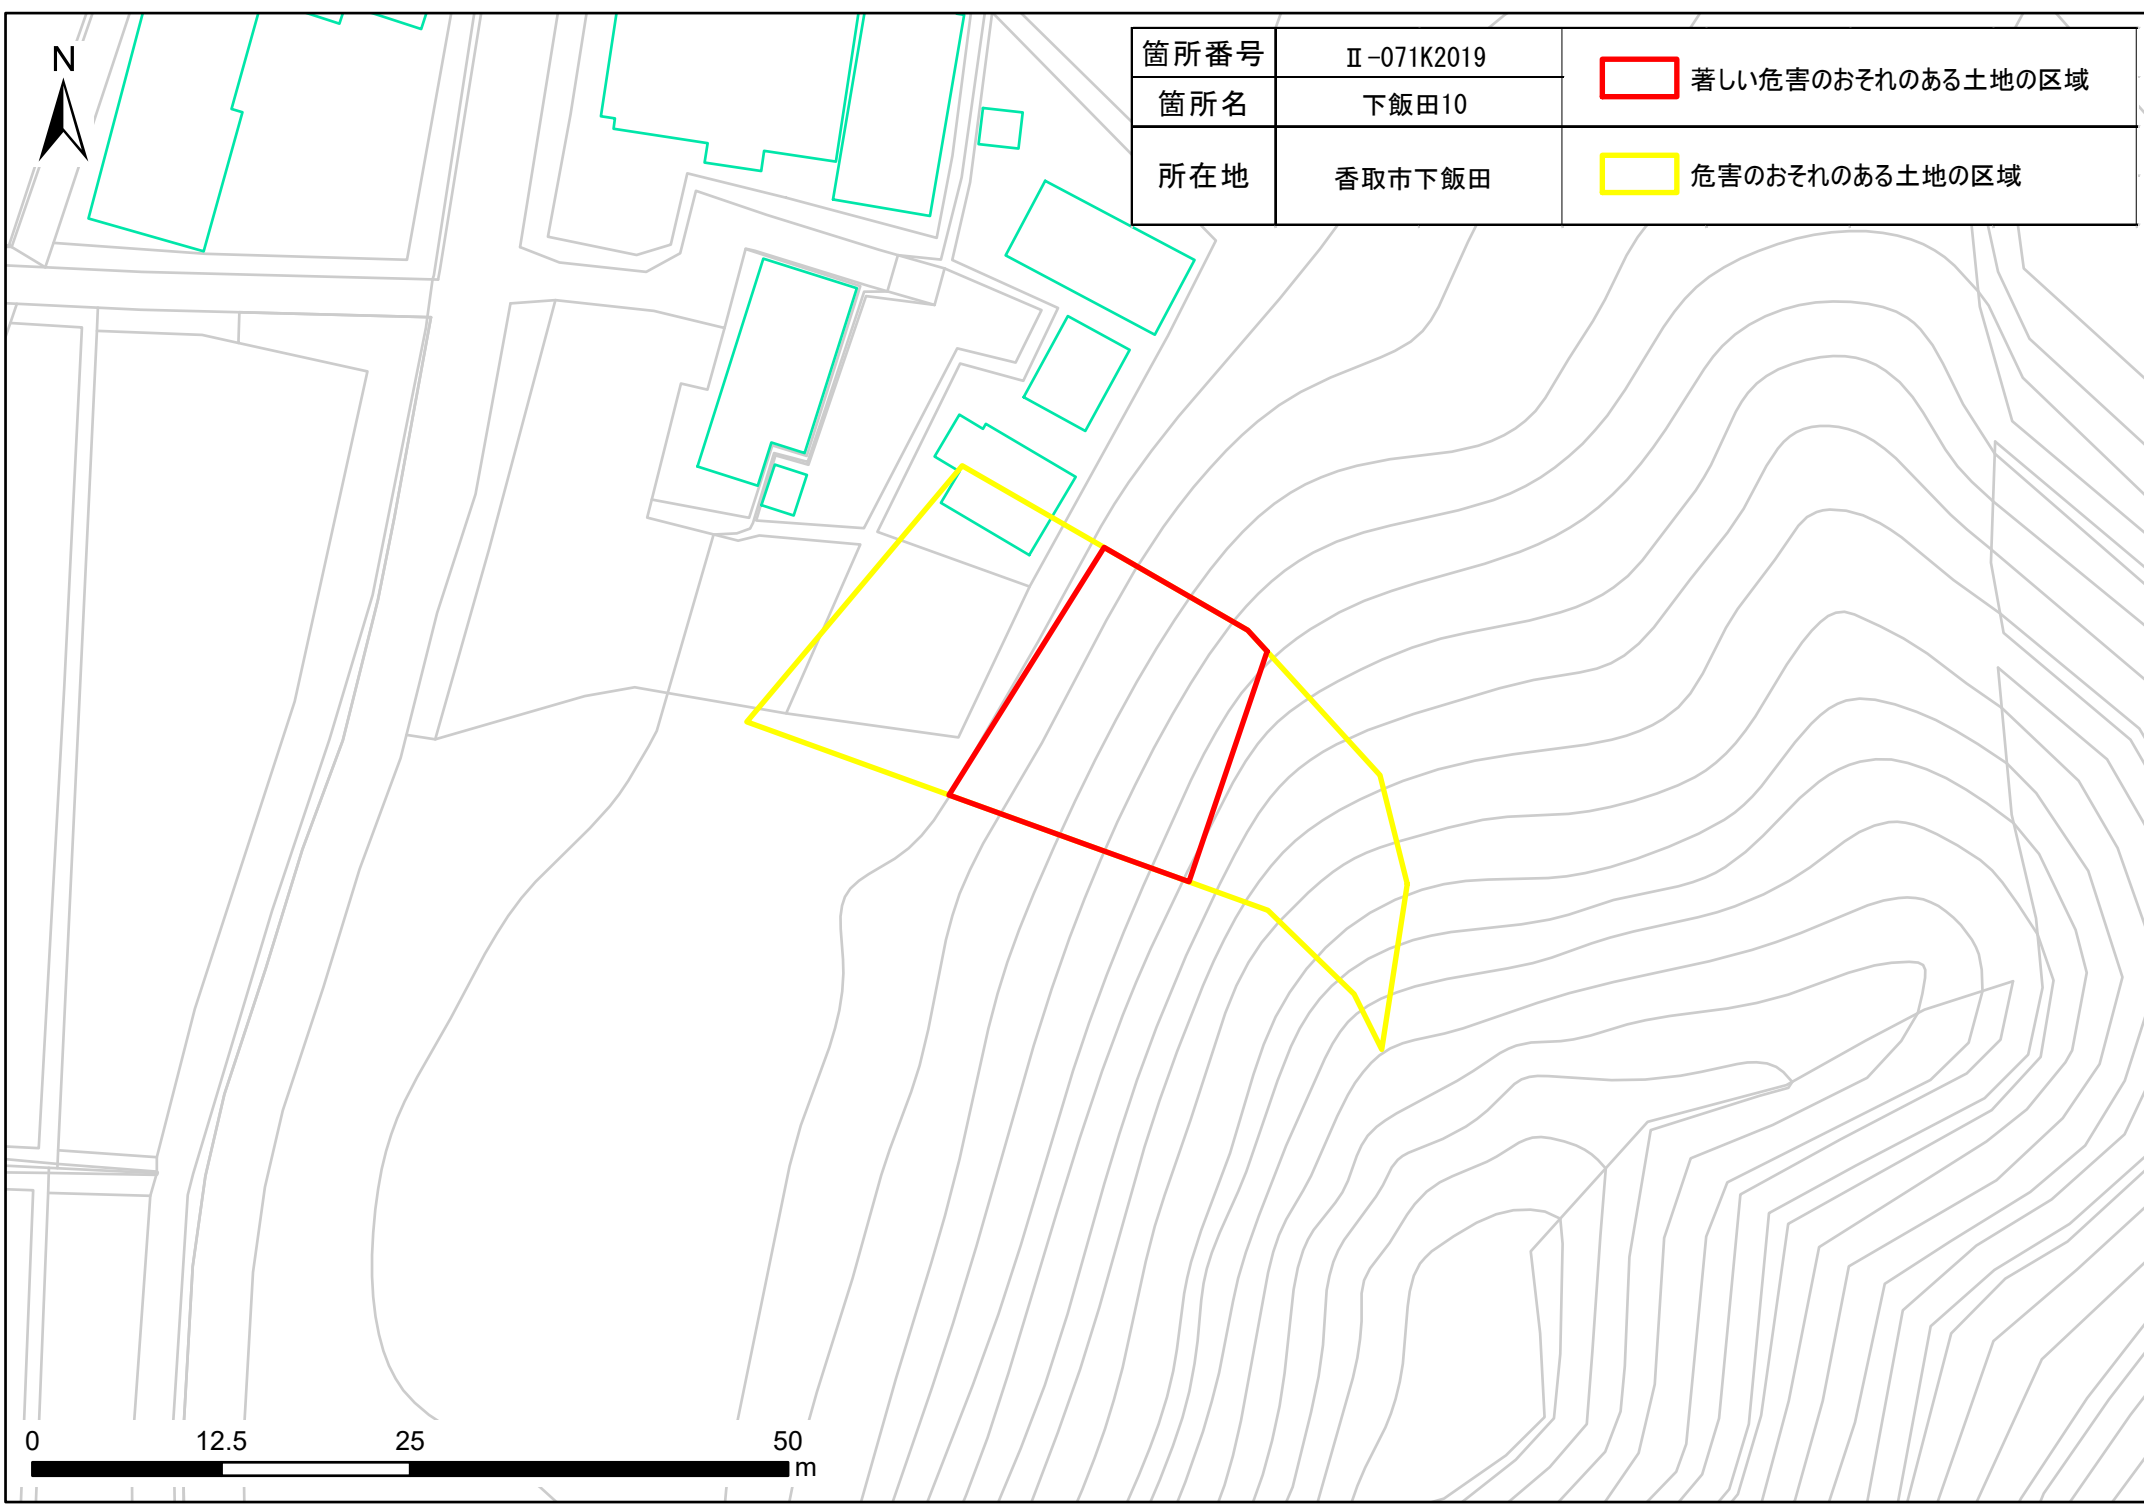 N
箇所番号 Ⅱ-071K2019
著しい危害のおそれのある土地の区域
箇所名 下飯田10
所在地 香取市下飯田
危害のおそれのある土地の区域
0 12.5 25 50
m